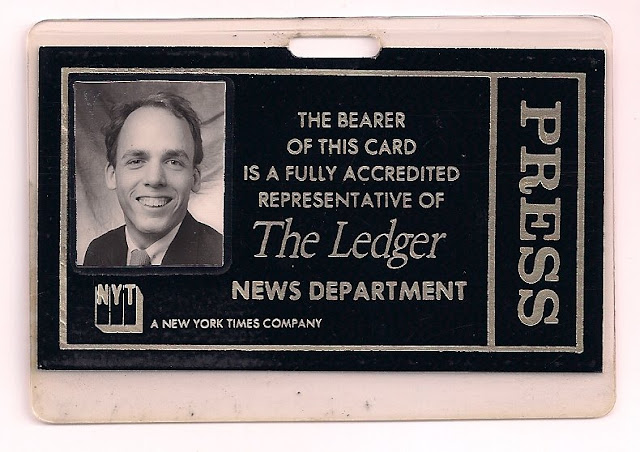 THE BEARER
OF THIS CARD
IS A FULLY ACCREDITED
REPRESENTATIVE OF
The Ledger
NEWS DEPARTMENT
NYT
A NEW YORK TIMES COMPANY
PRESS